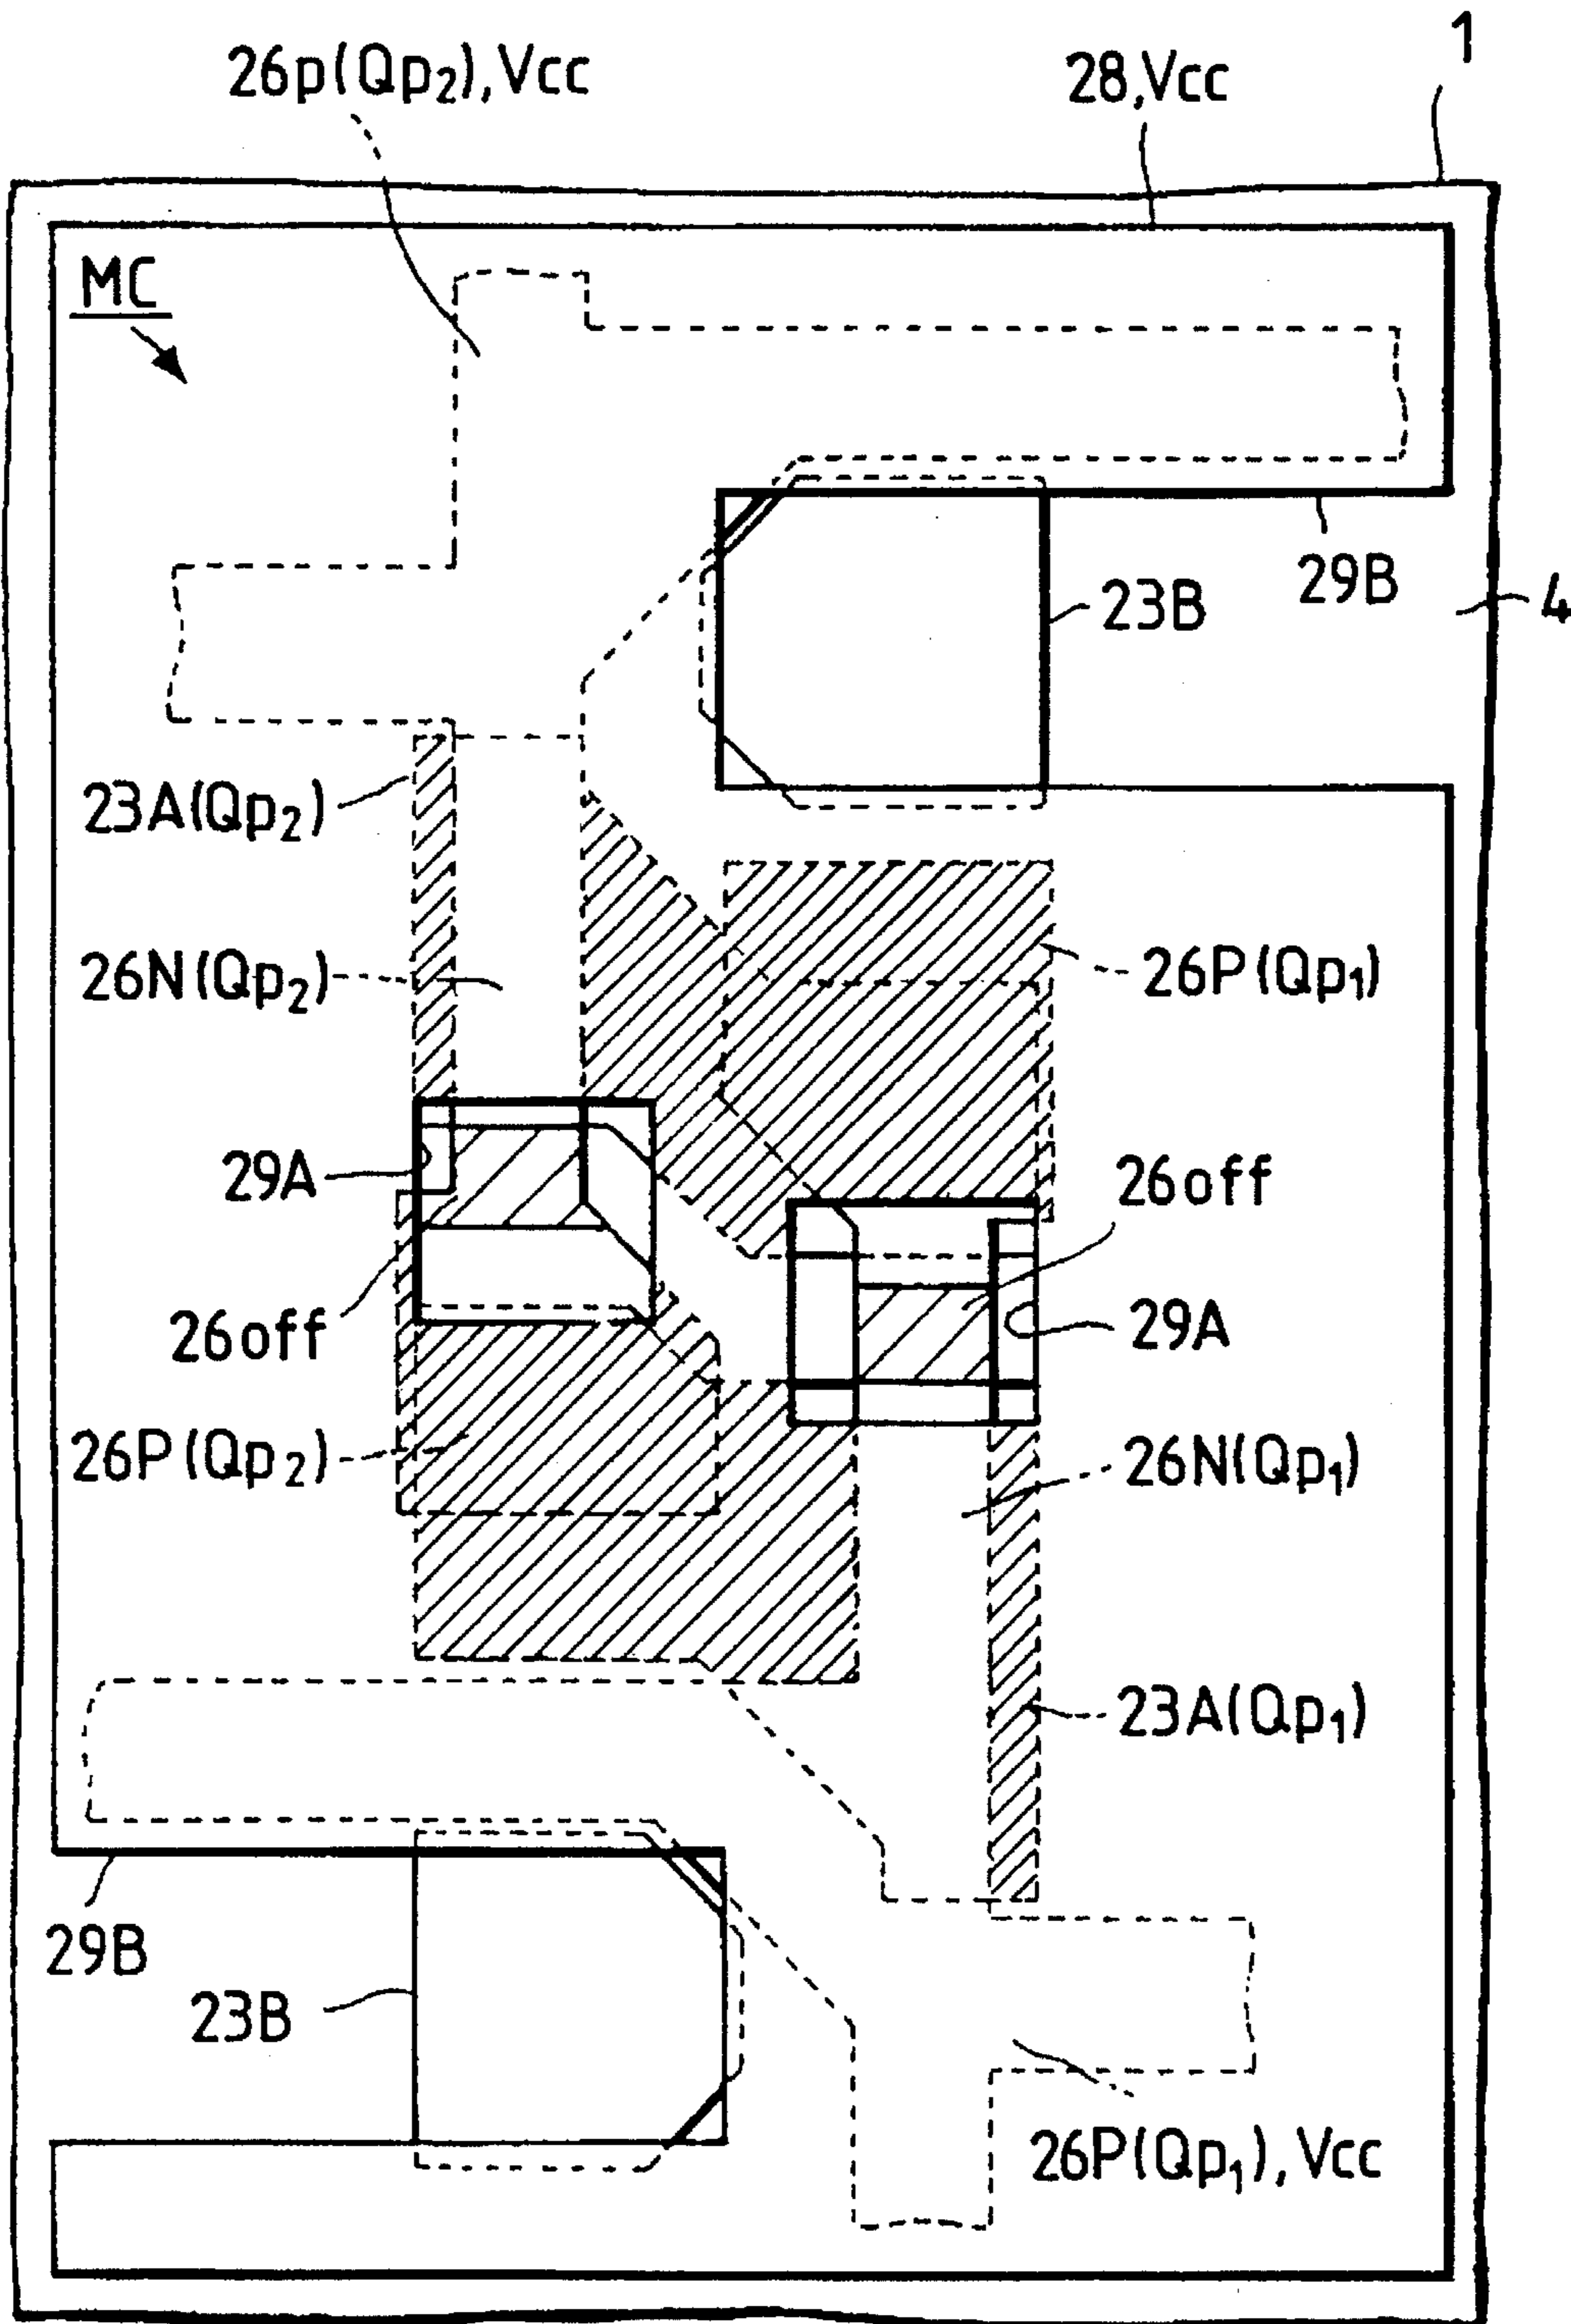 1
26p(Qp2),Vcc
28,Vcc
MC
29B
4
23B
23A(Qp2)
26N(Qp2)
26P(Qp1)
29A
26off
26off
29A
26P(Qp2)
26N(Qp1)
23A(Qp1)
29B
23B
26P(Qp1),Vcc